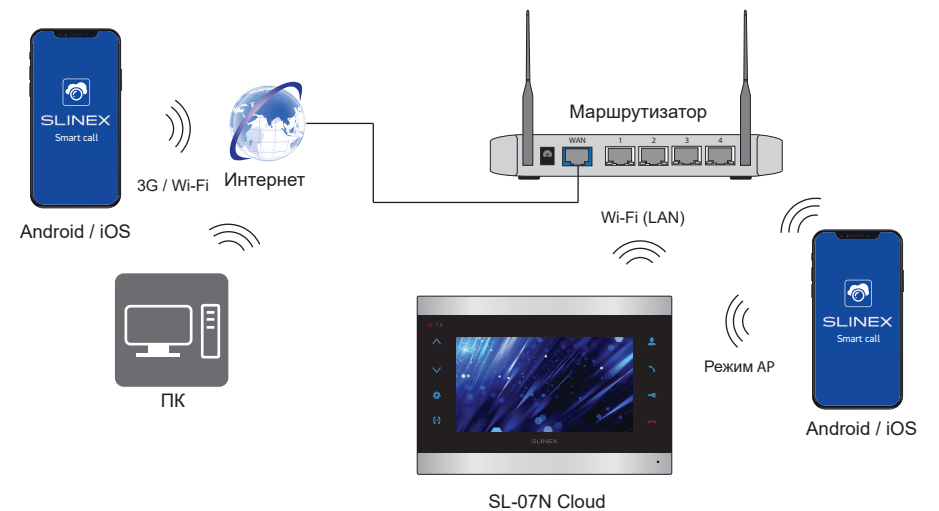 SLINEX
Smart call
Android / iOS
3G / Wi-Fi
Интернет
Маршрутизатор
WAN 1 2 3 4
Wi-Fi (LAN)
ПК
SLINEX
SL-07N Cloud
Режим AP
SLINEX
Smart call
Android / iOS